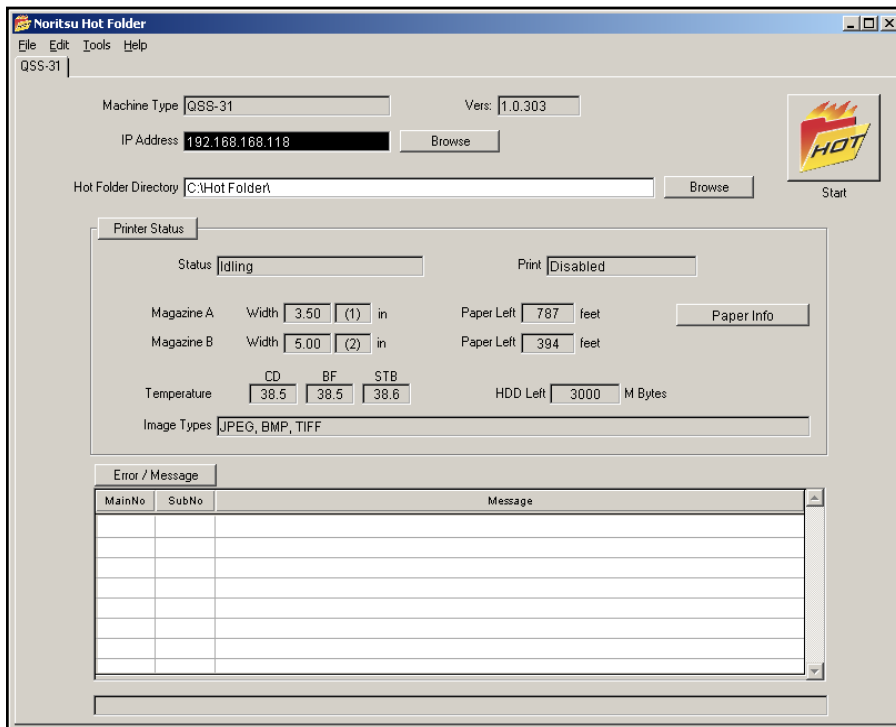 Noritsu Hot Folder
File Edit Tools Help
QSS-31
Machine Type QSS-31 Vers: 1.0.303
IP Address 192.168.168.118 Browse
HOT
Hot Folder Directory C:\Hot Folder\ Browse
Start
Printer Status
Status Idling Print Disabled
Magazine A Width 3.50 (1) in Paper Left 787 feet Paper Info
Magazine B Width 5.00 (2) in Paper Left 394 feet
CD BF STB
Temperature 38.5 38.5 38.6 HDD Left 3000 M Bytes
Image Types JPEG, BMP, TIFF
Error / Message
MainNo SubNo Message